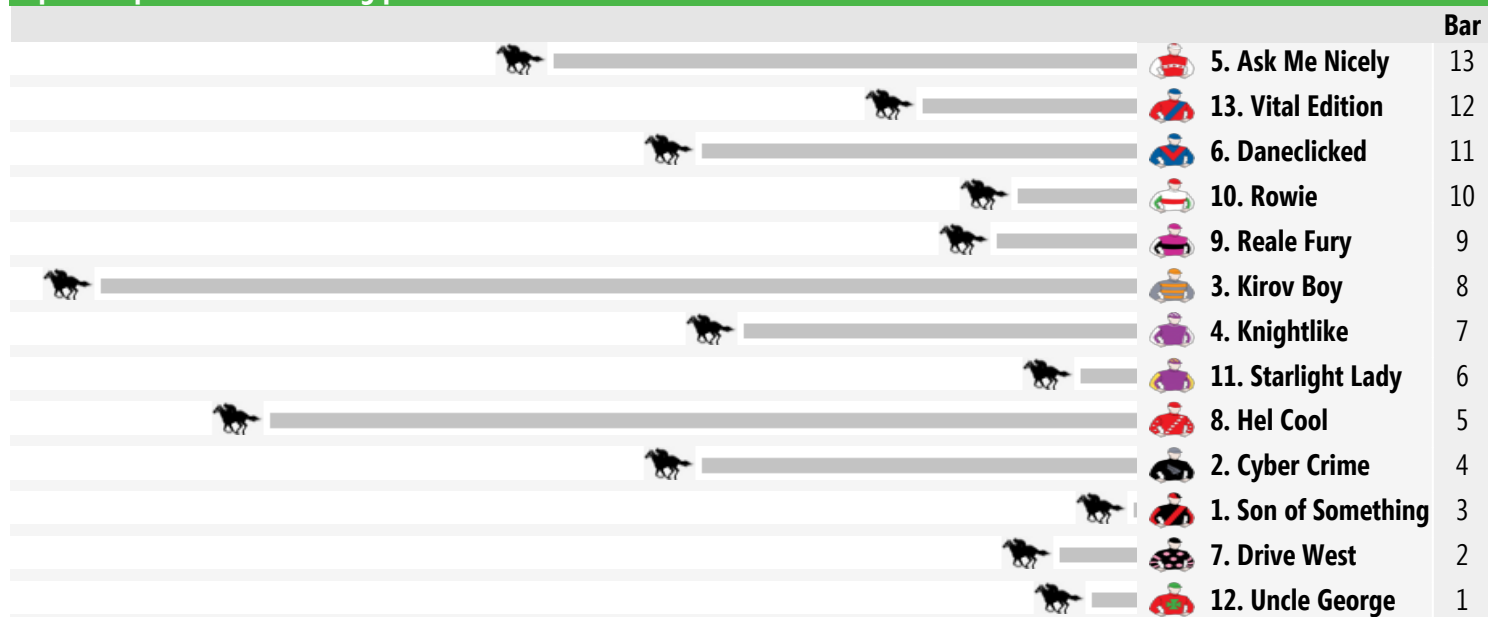 Bar
5. Ask Me Nicely 13
13. Vital Edition 12
6. Daneclicked 11
10. Rowie 10
9. Reale Fury 9
3. Kirov Boy 8
4. Knightlike 7
11. Starlight Lady 6
8. Hel Cool 5
2. Cyber Crime 4
1. Son of Something 3
7. Drive West 2
12. Uncle George 1